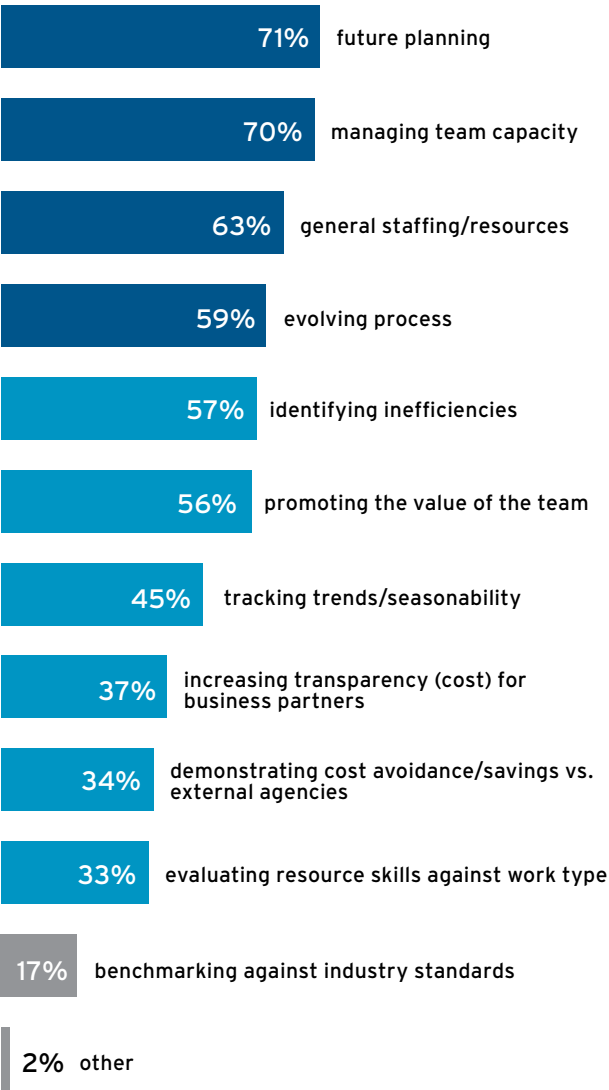 71% future planning
70% managing team capacity
63% general staffing/resources
59% evolving process
57% identifying inefficiencies
56% promoting the value of the team
45% tracking trends/seasonability
37% increasing transparency (cost) for
business partners
34% demonstrating cost avoidance/savings vs.
external agencies
33% evaluating resource skills against work type
17% benchmarking against industry standards
2% other